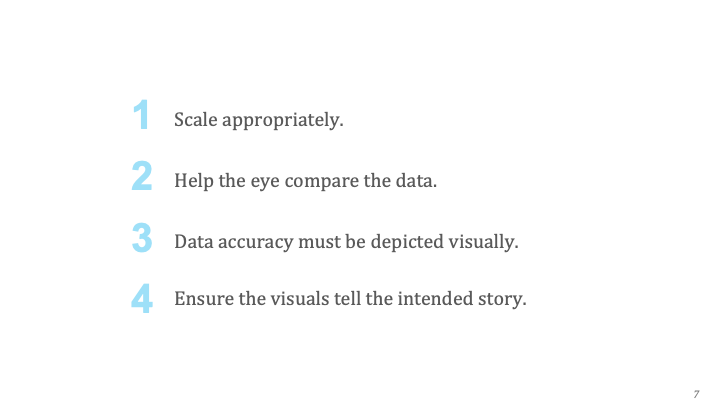 1 Scale appropriately.
2 Help the eye compare the data.
3 Data accuracy must be depicted visually.
4 Ensure the visuals tell the intended story.
7